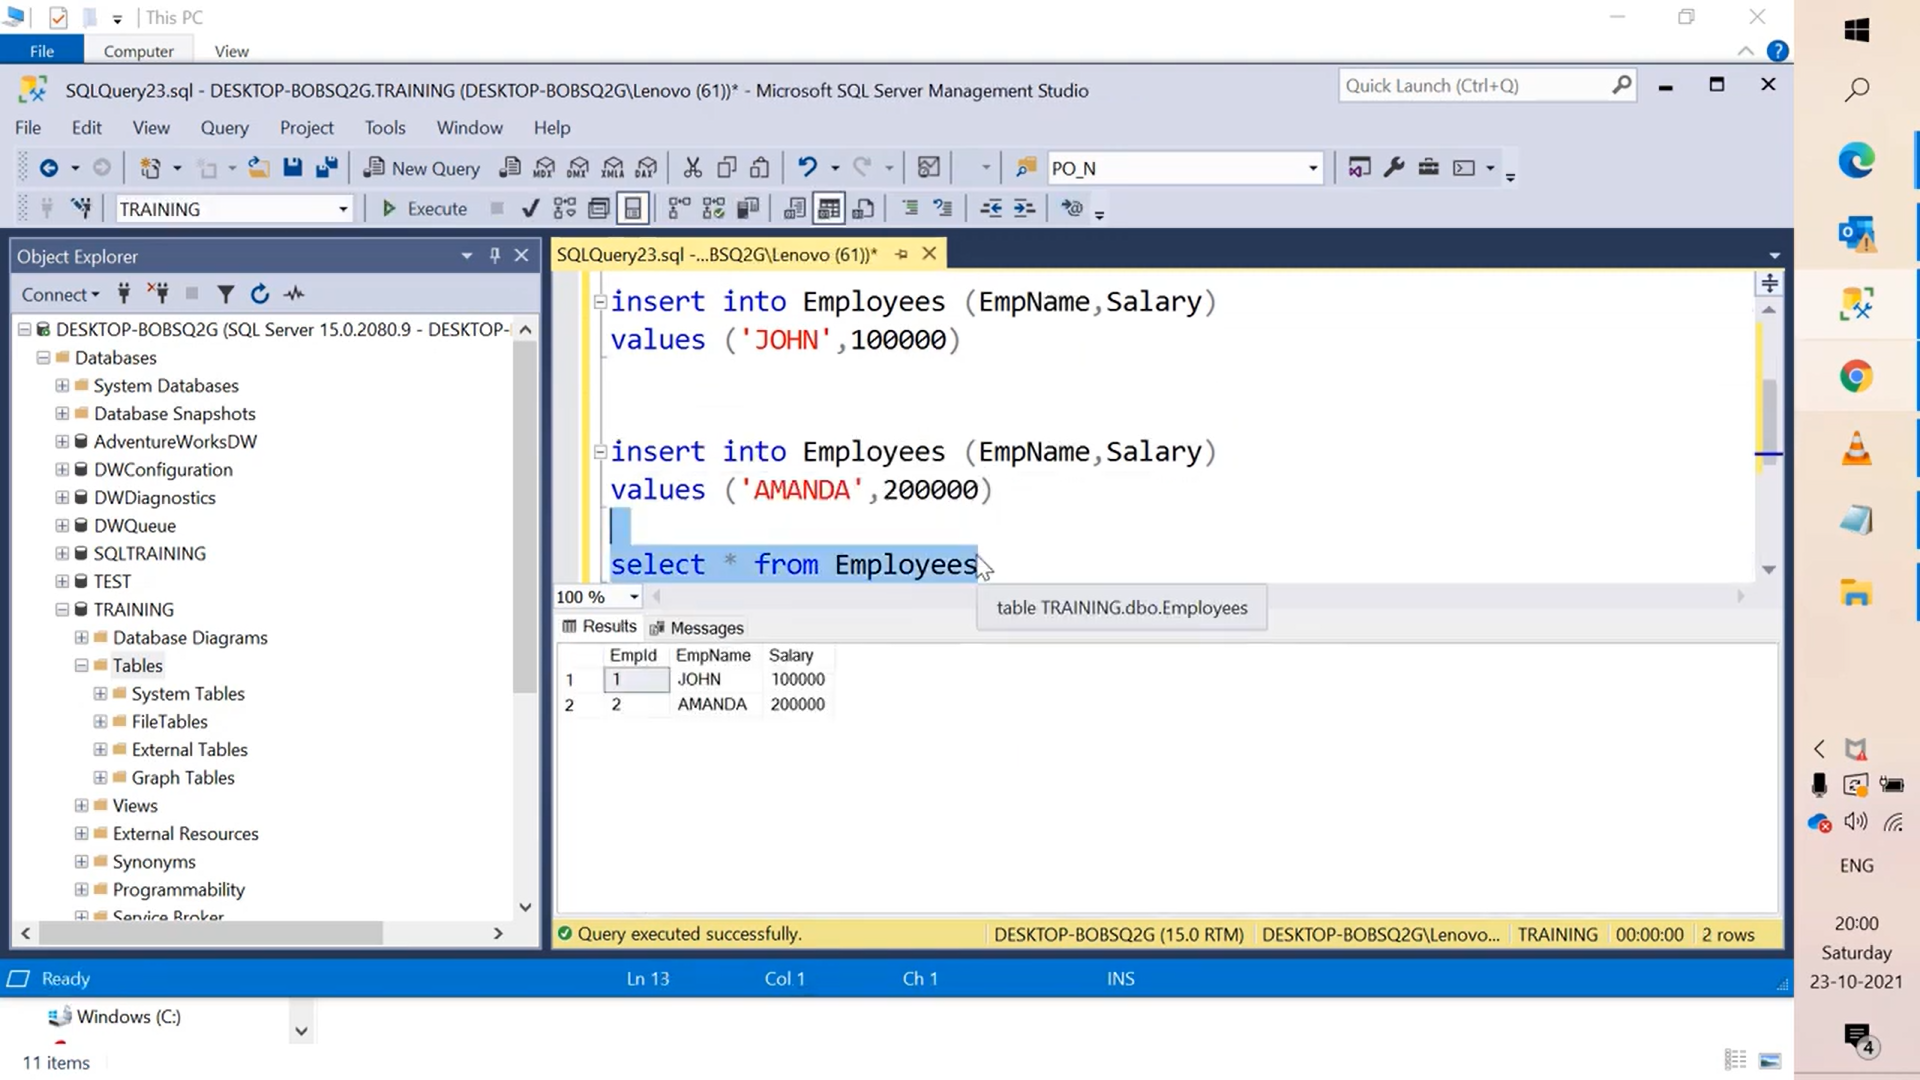 This PC
File Computer View
SQLQuery23.sql - DESKTOP-BOBSQ2G.TRAINING (DESKTOP-BOBSQ2G\Lenovo (61))* - Microsoft SQL Server Management Studio
Quick Launch (Ctrl+Q)
File Edit View Query Project Tools Window Help
New Query MDX DMX XMLA DAX PO_N
TRAINING Execute
Object Explorer
SQLQuery23.sql -...BSQ2G\Lenovo (61))*
Connect
DESKTOP-BOBSQ2G (SQL Server 15.0.2080.9 - DESKTOP-
Databases
System Databases
Database Snapshots
AdventureWorksDW
DWConfiguration
DWDiagnostics
DWQueue
SQLTRAINING
TEST
TRAINING
Database Diagrams
Tables
System Tables
FileTables
External Tables
Graph Tables
Views
External Resources
Synonyms
Programmability
Service Broker
insert into Employees (EmpName,Salary)
values ('JOHN',100000)
insert into Employees (EmpName,Salary)
values ('AMANDA',200000)
select * from Employees
100 %
table TRAINING.dbo.Employees
Results Messages
EmpId EmpName Salary
1 1 JOHN 100000
2 2 AMANDA 200000
Query executed successfully. DESKTOP-BOBSQ2G (15.0 RTM) DESKTOP-BOBSQ2G\Lenovo... TRAINING 00:00:00 2 rows
Ready Ln 13 Col 1 Ch 1 INS
Windows (C:)
11 items
ENG
20:00
Saturday
23-10-2021
4